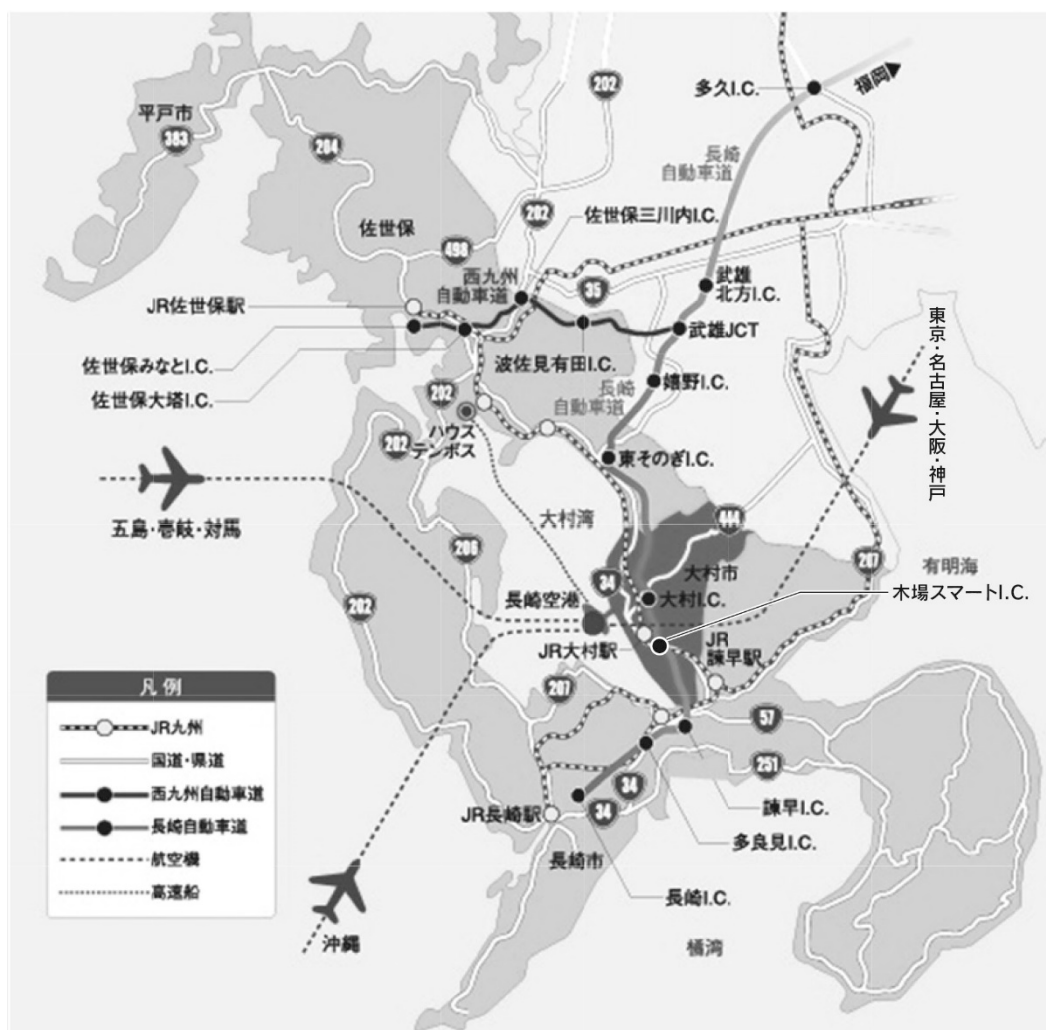 202
多久I.C.
福岡
平戸市
383
204
長崎
自動車道
202
佐世保三川内I.C.
佐世保
498
西九州
自動車道
35
武雄
北方I.C.
JR佐世保駅
武雄JCT
佐世保みなとI.C.
波佐見有田I.C.
佐世保大塔I.C.
長崎
自動車道
嬉野I.C.
東京・名古屋・大阪・神戸
202
ハウス
テンボス
202
東そのぎI.C.
五島・壱岐・対馬
大村湾
444
206
34
大村市
207
有明海
木場スマートI.C.
大村I.C.
長崎空港
202
JR大村駅
JR
諫早駅
凡例
JR九州
国道・県道
西九州自動車道
長崎自動車道
航空機
高速船
207
57
251
34
34
JR長崎駅
諫早I.C.
多良見I.C.
長崎市
長崎I.C.
沖縄
橘湾